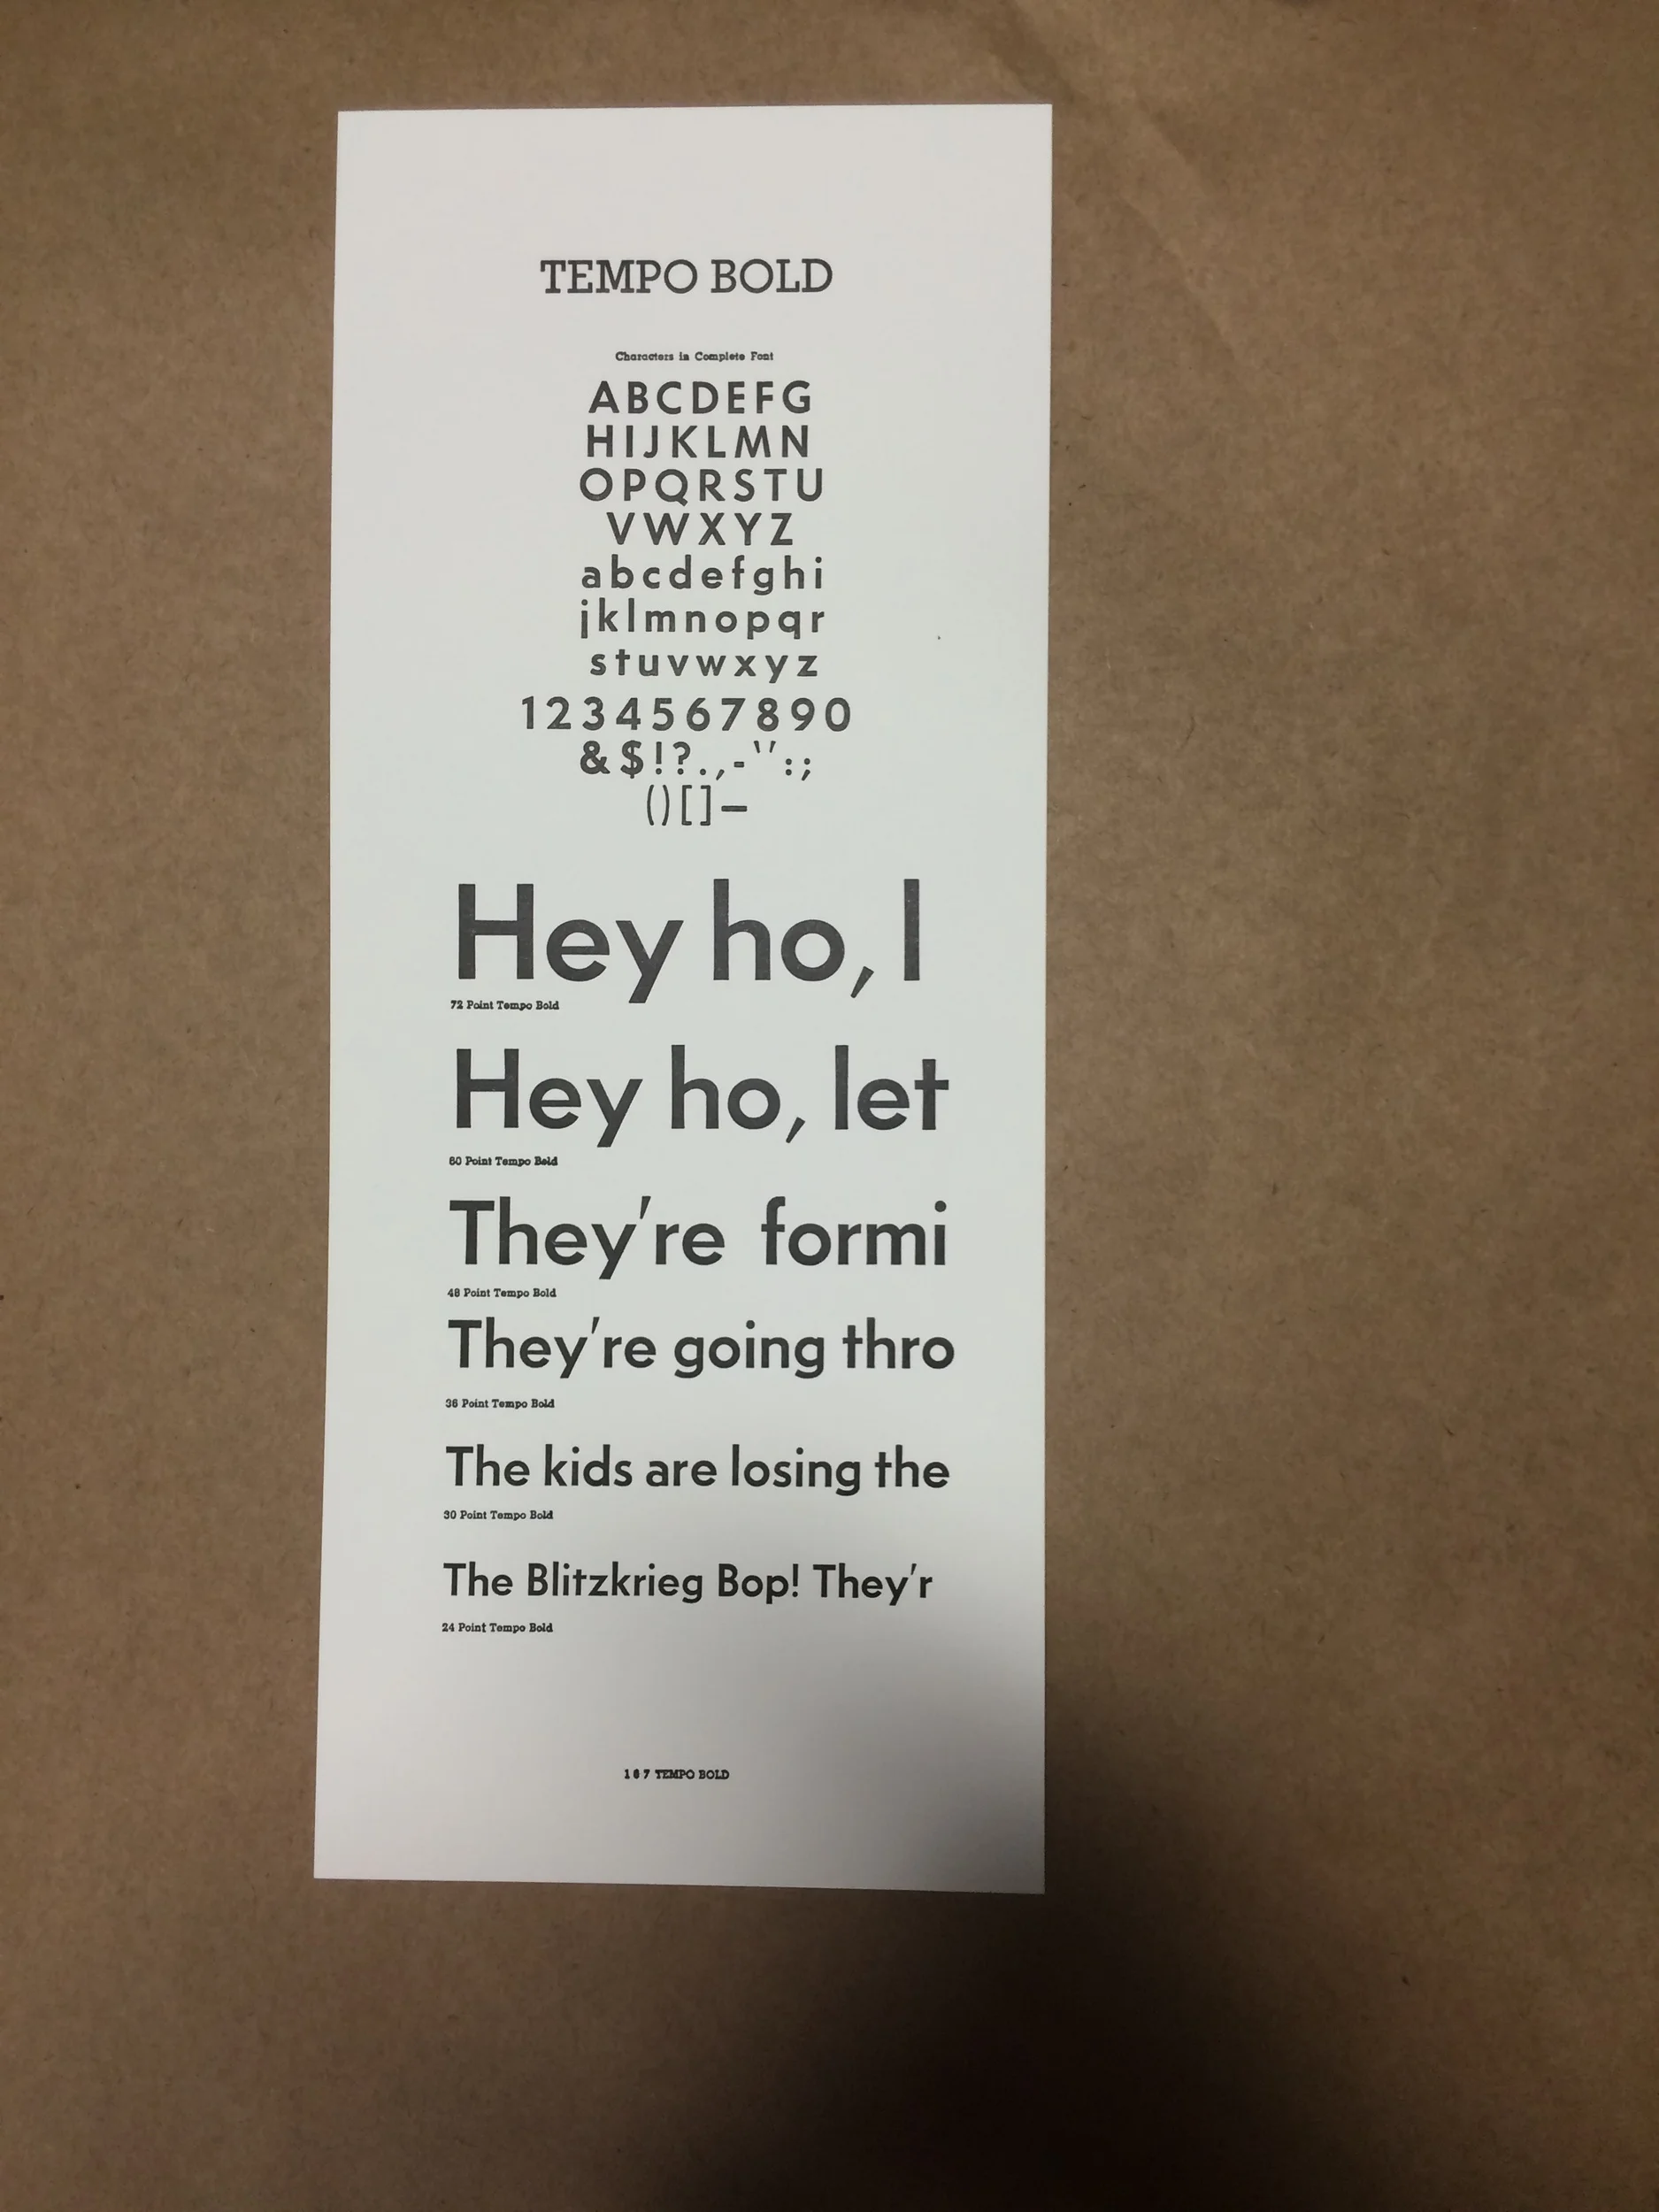 TEMPO BOLD
Characters in Complete Font
ABCDEFG
HIJKLMN
OPQRSTU
VWXYZ
abcdefghi
jklmnopqr
stuvwxyz
1234567890
&$!?.,-‘’:;
()[]—
Hey ho, l
72 Point Tempo Bold
Hey ho, let
60 Point Tempo Bold
They’re formi
48 Point Tempo Bold
They’re going thro
36 Point Tempo Bold
The kids are losing the
30 Point Tempo Bold
The Blitzkrieg Bop! They’r
24 Point Tempo Bold
167 TEMPO BOLD